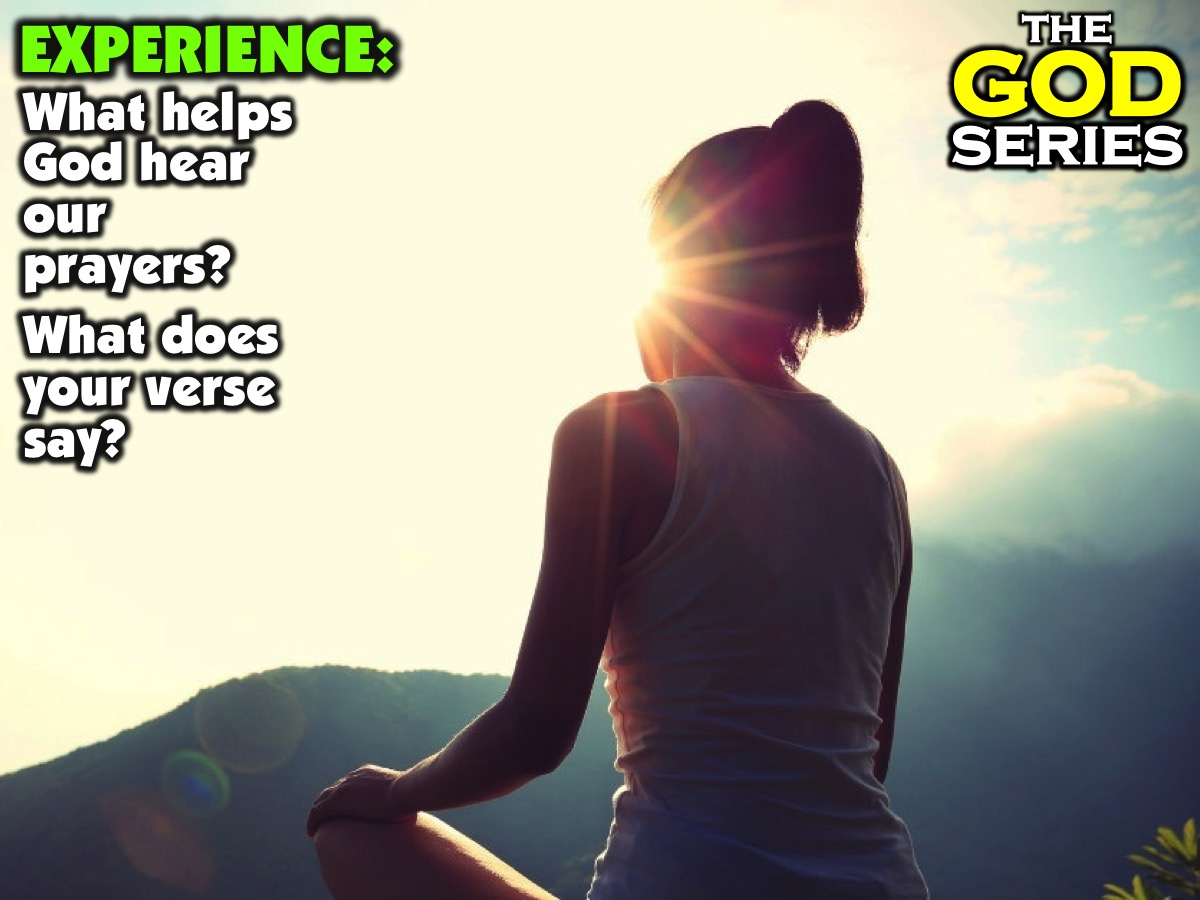 EXPERIENCE:
What helps
God hear
our
prayers?
What does
your verse
say?
THE
GOD
SERIES